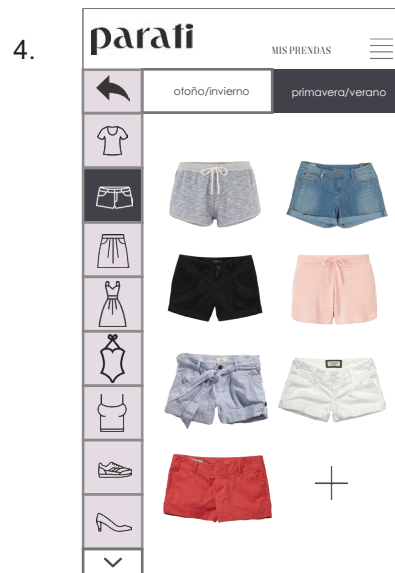 4.
parati
MIS PRENDAS
otoño/invierno
primavera/verano